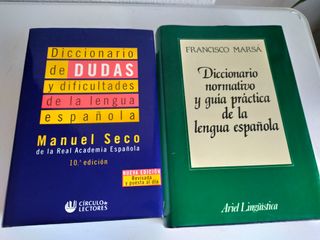 Diccionario
de DUDAS
y dificultades
de la lengua
española
Manuel Seco
de la Real Academia Española
10.ª edición
NUEVA EDICIÓN
Revisada
y puesta al día
CÍRCULO de
LECTORES
FRANCISCO MARSÁ
Diccionario
normativo
y guía práctica
de la
lengua española
Ariel Lingüística